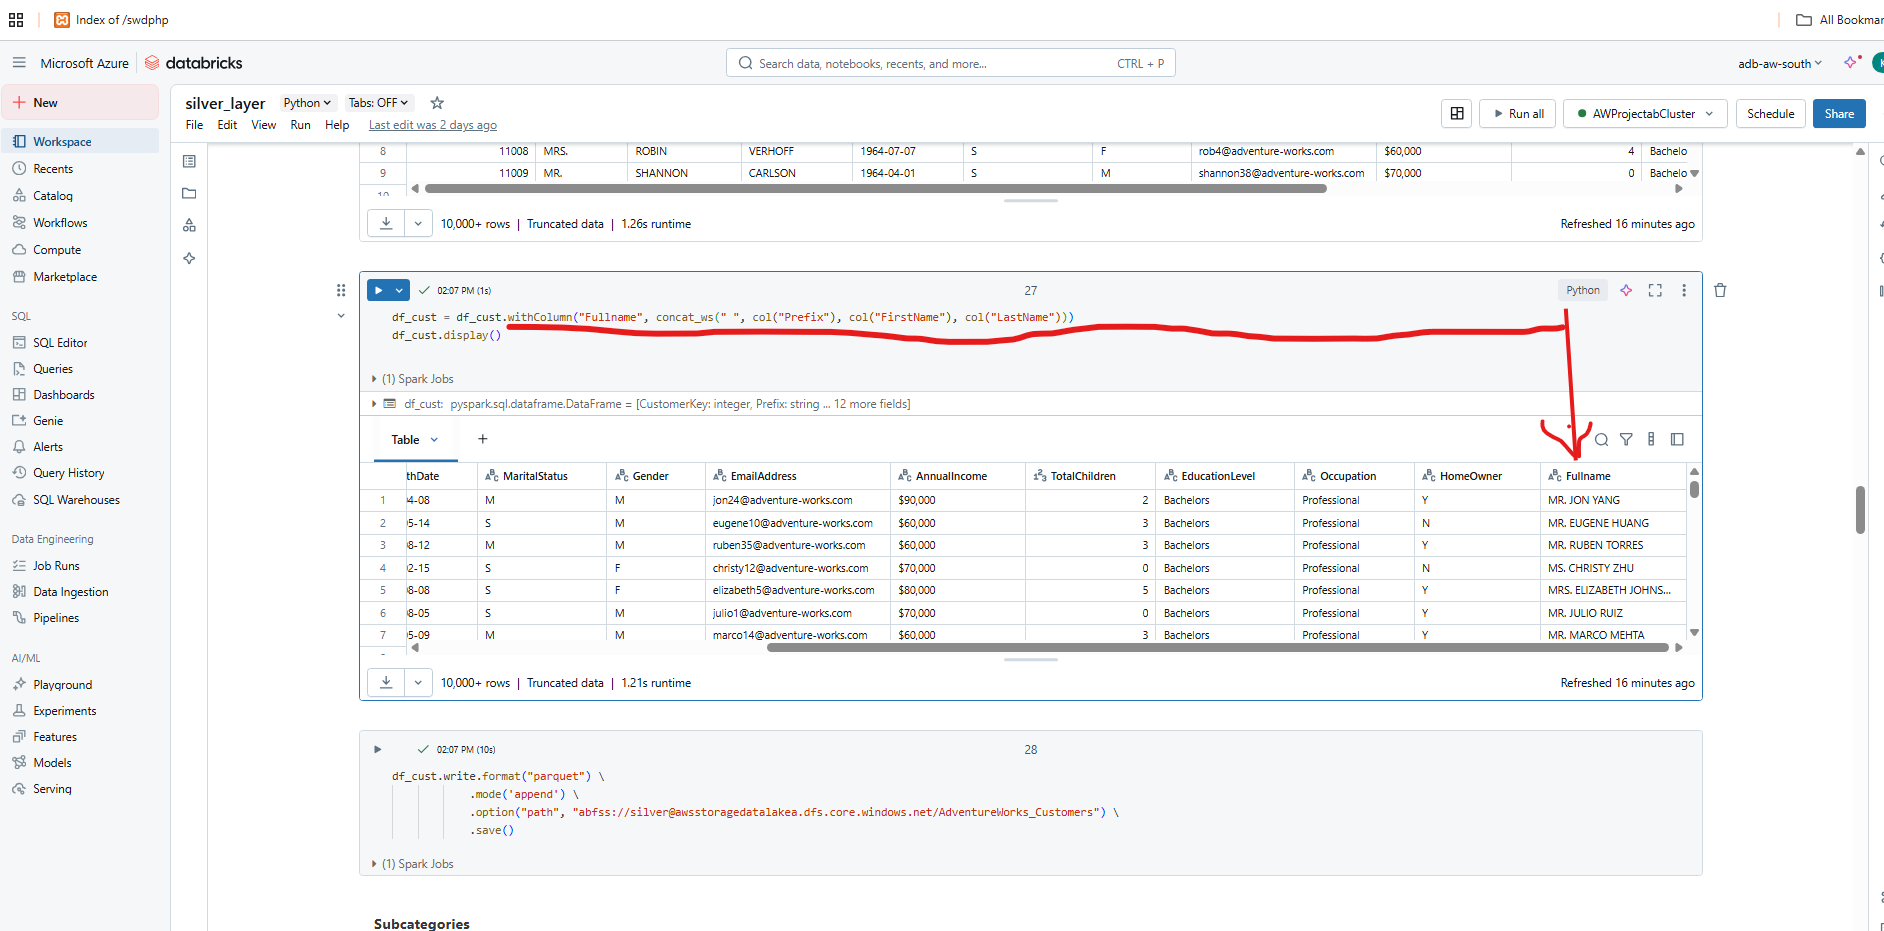 Index of /swdphp
All Bookmar
Microsoft Azure databricks
Search data, notebooks, recents, and more... CTRL + P
adb-aw-south
K
New
Workspace
Recents
Catalog
Workflows
Compute
Marketplace
SQL
SQL Editor
Queries
Dashboards
Genie
Alerts
Query History
SQL Warehouses
Data Engineering
Job Runs
Data Ingestion
Pipelines
AI/ML
Playground
Experiments
Features
Models
Serving
silver_layer Python Tabs: OFF
File Edit View Run Help Last edit was 2 days ago
Run all AWProjectabCluster Schedule Share
8 11008 MRS. ROBIN VERHOFF 1964-07-07 S F rob4@adventure-works.com $60,000 4 Bachelo
9 11009 MR. SHANNON CARLSON 1964-04-01 S M shannon38@adventure-works.com $70,000 0 Bachelo
10
10,000+ rows | Truncated data | 1.26s runtime Refreshed 16 minutes ago
02:07 PM (1s) 27 Python
df_cust = df_cust.withColumn("Fullname", concat_ws(" ", col("Prefix"), col("FirstName"), col("LastName")))
df_cust.display()
(1) Spark Jobs
df_cust: pyspark.sql.dataframe.DataFrame = [CustomerKey: integer, Prefix: string ... 12 more fields]
Table +
thDate MaritalStatus Gender EmailAddress AnnualIncome TotalChildren EducationLevel Occupation HomeOwner Fullname
1 4-08 M M jon24@adventure-works.com $90,000 2 Bachelors Professional Y MR. JON YANG
2 5-14 S M eugene10@adventure-works.com $60,000 3 Bachelors Professional N MR. EUGENE HUANG
3 8-12 M M ruben35@adventure-works.com $60,000 3 Bachelors Professional Y MR. RUBEN TORRES
4 2-15 S F christy12@adventure-works.com $70,000 0 Bachelors Professional N MS. CHRISTY ZHU
5 8-08 S F elizabeth5@adventure-works.com $80,000 5 Bachelors Professional Y MRS. ELIZABETH JOHNS...
6 8-05 S M julio1@adventure-works.com $70,000 0 Bachelors Professional Y MR. JULIO RUIZ
7 5-09 M M marco14@adventure-works.com $60,000 3 Bachelors Professional Y MR. MARCO MEHTA
10,000+ rows | Truncated data | 1.21s runtime Refreshed 16 minutes ago
02:07 PM (10s) 28
df_cust.write.format("parquet") \
.mode('append') \
.option("path", "abfss://silver@awsstoragedatalakea.dfs.core.windows.net/AdventureWorks_Customers") \
.save()
(1) Spark Jobs
Subcategories